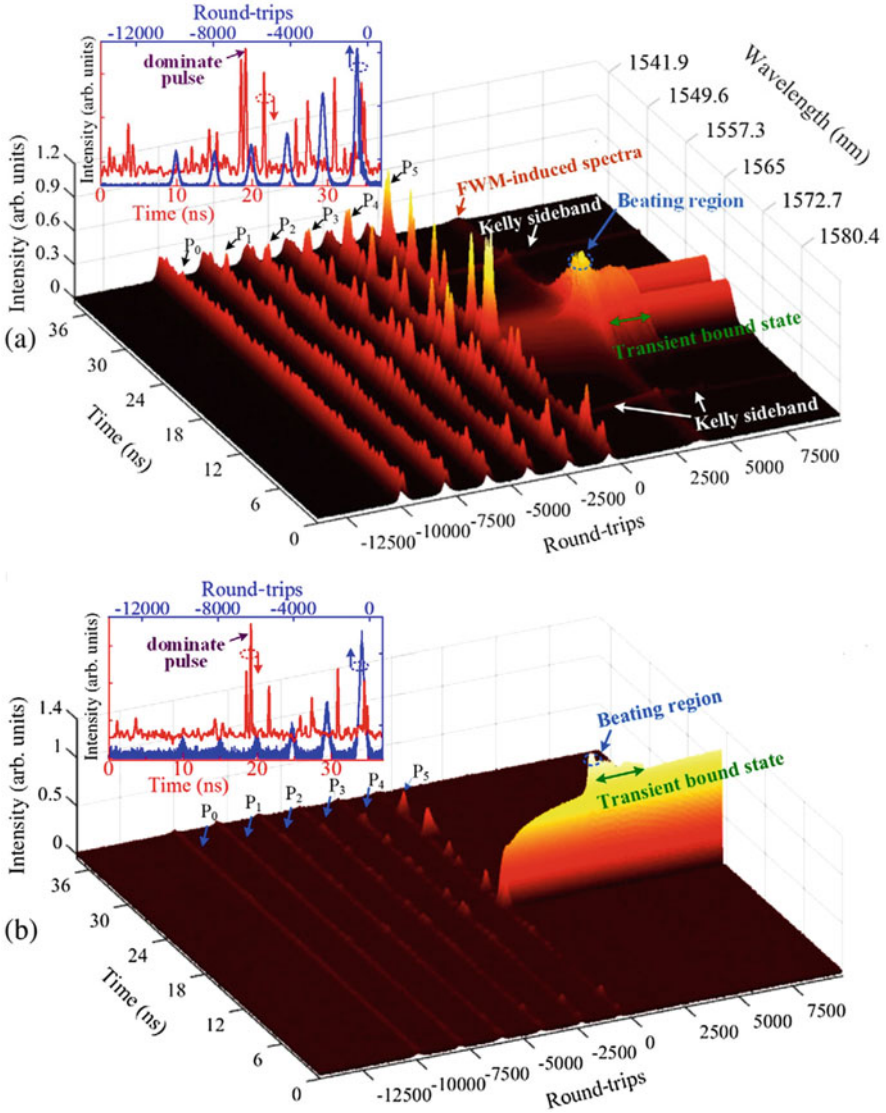 Round-trips
-12000 -8000 -4000 0
Intensity (arb. units)
dominate
pulse
0 10 20 30
Time (ns)
Wavelength (nm)
1541.9
1549.6
1557.3
1565
1572.7
1580.4
Intensity (arb. units)
1.2
0.9
0.6
0.3
0
P0
P1
P2
P3
P4
P5
FWM-induced spectra
Kelly sideband
Beating region
Transient bound state
Kelly sideband
(a)
36
30
24
18
12
6
0
Time (ns)
-12500
-10000
-7500
-5000
-2500
0
2500
5000
7500
Round-trips
Round-trips
-12000 -8000 -4000 0
Intensity (arb. units)
dominate
pulse
0 10 20 30
Time (ns)
Intensity (arb. units)
1.4
1
0.5
0
P0
P1
P2
P3
P4
P5
Beating region
Transient bound state
(b)
36
30
24
18
12
6
0
Time (ns)
-12500
-10000
-7500
-5000
-2500
0
2500
5000
7500
Round-trips